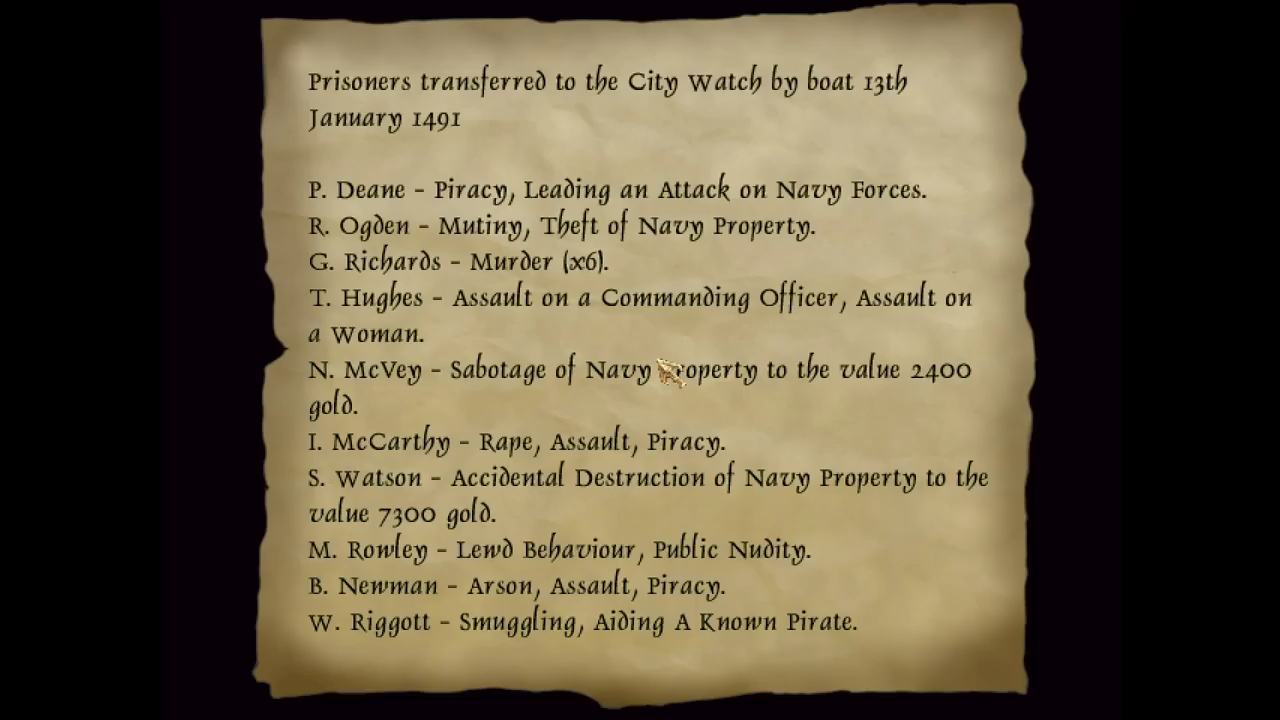 Prisoners transferred to the City Watch by boat 13th
January 1491
P. Deane - Piracy, Leading an Attack on Navy Forces.
R. Ogden - Mutiny, Theft of Navy Property.
G. Richards - Murder (x6).
T. Hughes - Assault on a Commanding Officer, Assault on
a Woman.
N. McVey - Sabotage of Navy Property to the value 2400
gold.
I. McCarthy - Rape, Assault, Piracy.
S. Watson - Accidental Destruction of Navy Property to the
value 7300 gold.
M. Rowley - Lewd Behaviour, Public Nudity.
B. Newman - Arson, Assault, Piracy.
W. Riggott - Smuggling, Aiding A Known Pirate.